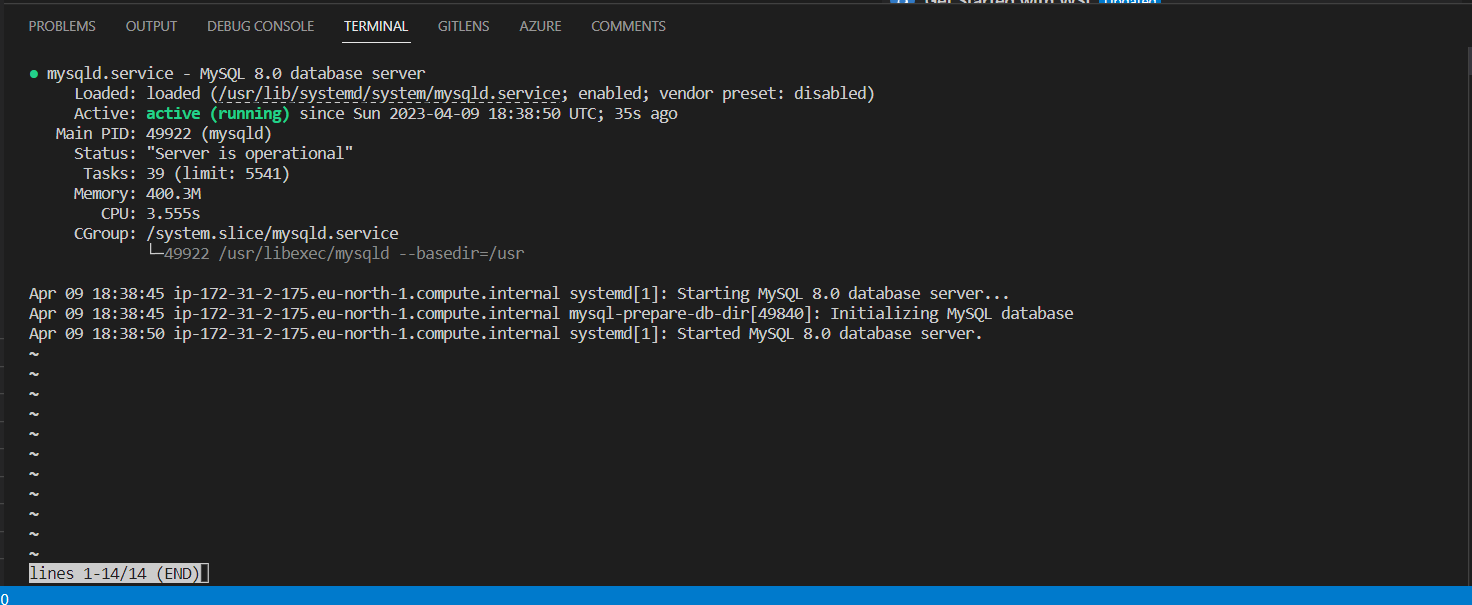 Get started with WSL Updated
PROBLEMS OUTPUT DEBUG CONSOLE TERMINAL GITLENS AZURE COMMENTS
● mysqld.service - MySQL 8.0 database server
Loaded: loaded (/usr/lib/systemd/system/mysqld.service; enabled; vendor preset: disabled)
Active: active (running) since Sun 2023-04-09 18:38:50 UTC; 35s ago
Main PID: 49922 (mysqld)
Status: "Server is operational"
Tasks: 39 (limit: 5541)
Memory: 400.3M
CPU: 3.555s
CGroup: /system.slice/mysqld.service
└─49922 /usr/libexec/mysqld --basedir=/usr
Apr 09 18:38:45 ip-172-31-2-175.eu-north-1.compute.internal systemd[1]: Starting MySQL 8.0 database server...
Apr 09 18:38:45 ip-172-31-2-175.eu-north-1.compute.internal mysql-prepare-db-dir[49840]: Initializing MySQL database
Apr 09 18:38:50 ip-172-31-2-175.eu-north-1.compute.internal systemd[1]: Started MySQL 8.0 database server.
~
~
~
~
~
~
~
~
~
~
~
lines 1-14/14 (END)
0